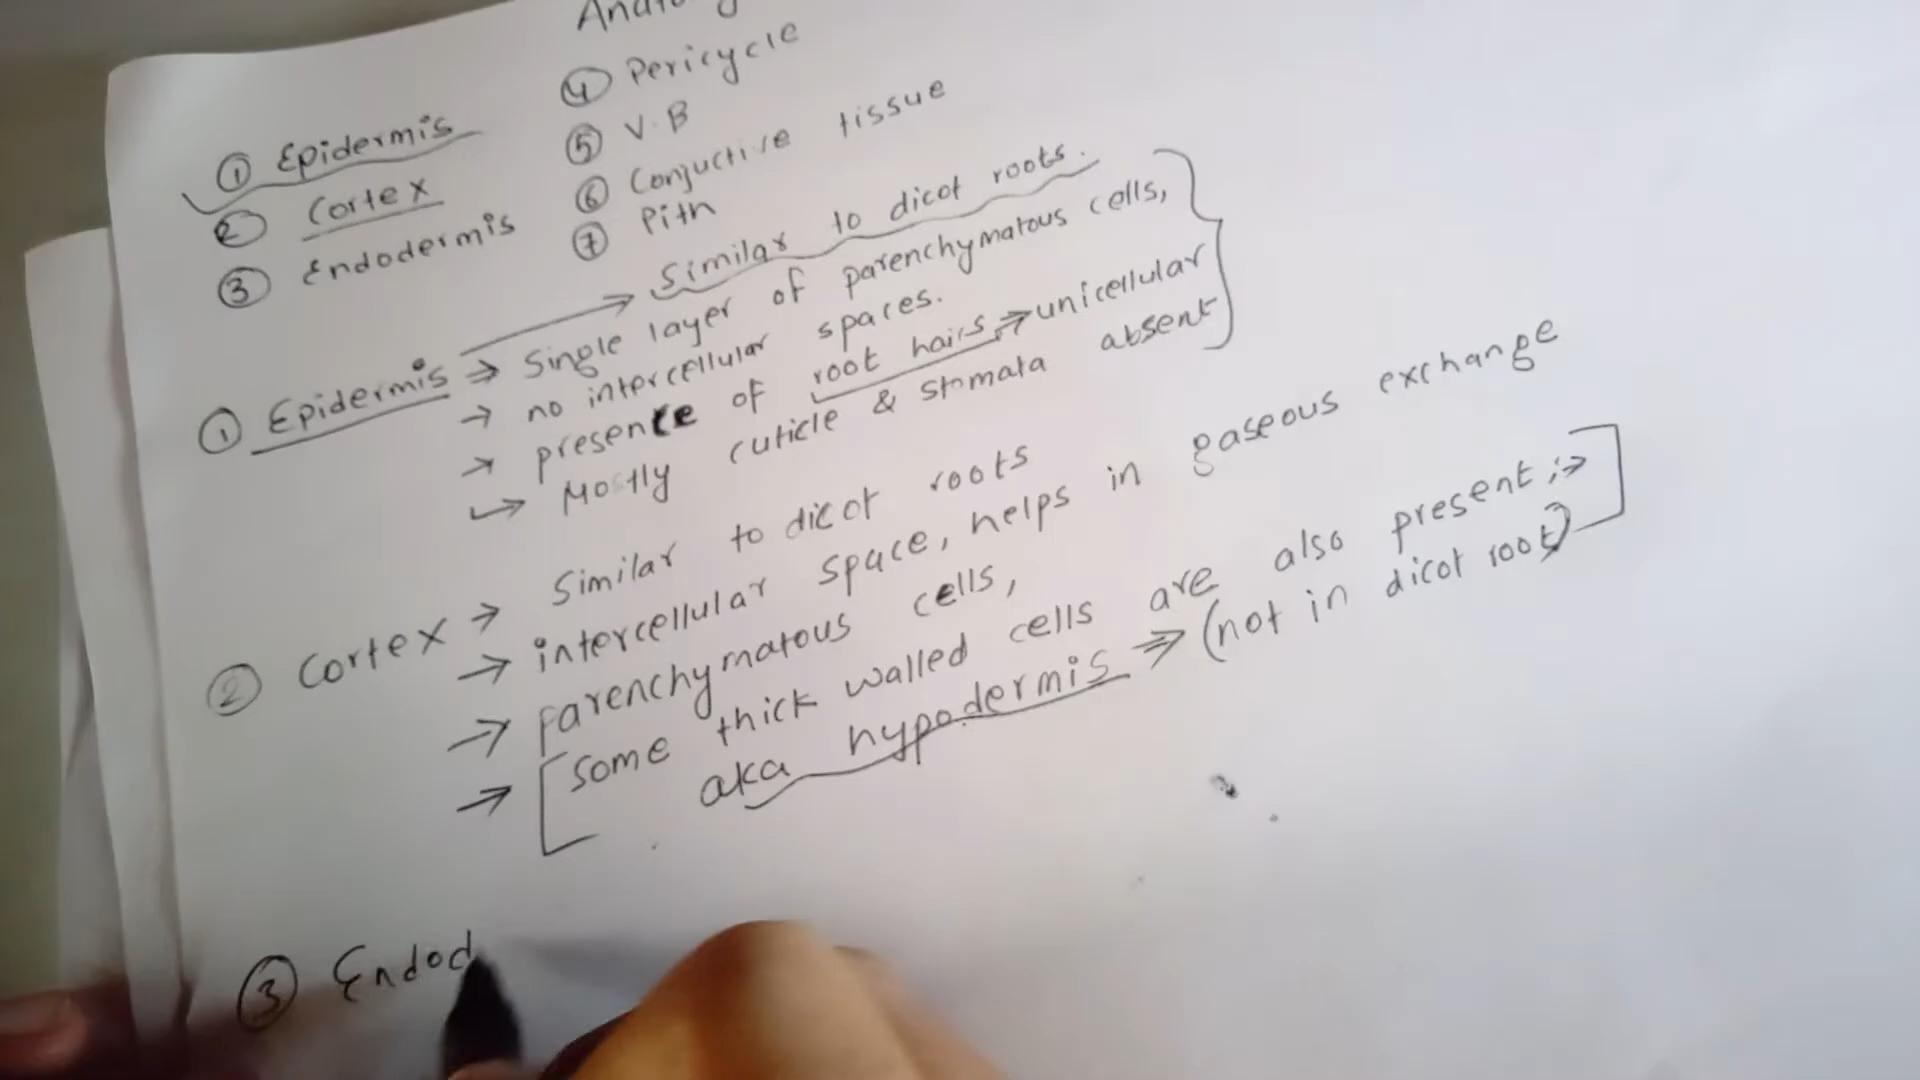 ① Epidermis
② Cortex
③ Endodermis
④ Pericycle
⑤ V.B
⑥ Conjuctive tissue
⑦ Pith
① Epidermis → Similar to dicot roots.
⇒ Single layer of parenchymatous cells,
→ no intercellular spaces.
→ presence of root hairs → unicellular
↳ Mostly cuticle & stomata absent
② Cortex → Similar to dicot roots
→ intercellular space, helps in gaseous exchange
→ parenchymatous cells,
→ Some thick walled cells are also present ;→
aka hypodermis ⇒ (not in dicot root)
③ Endod